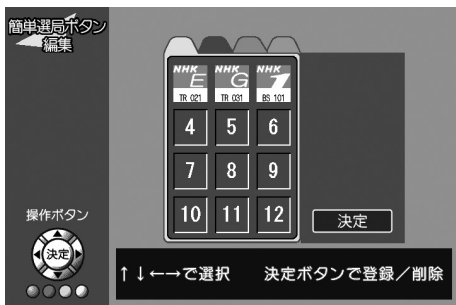 簡単選局ボタン
編集
NHK E NHK G NHK 1
TR 021 TR 031 BS 101
4 5 6
7 8 9
10 11 12
決定
操作ボタン
決定
↑↓←→で選択 決定ボタンで登録／削除